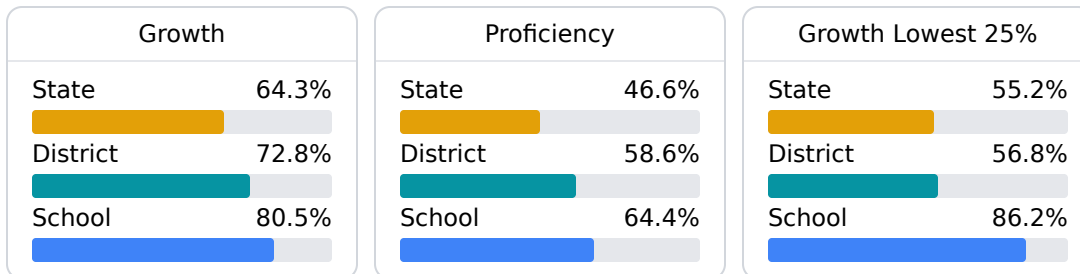 Growth
State 64.3%
District 72.8%
School 80.5%
Proficiency
State 46.6%
District 58.6%
School 64.4%
Growth Lowest 25%
State 55.2%
District 56.8%
School 86.2%